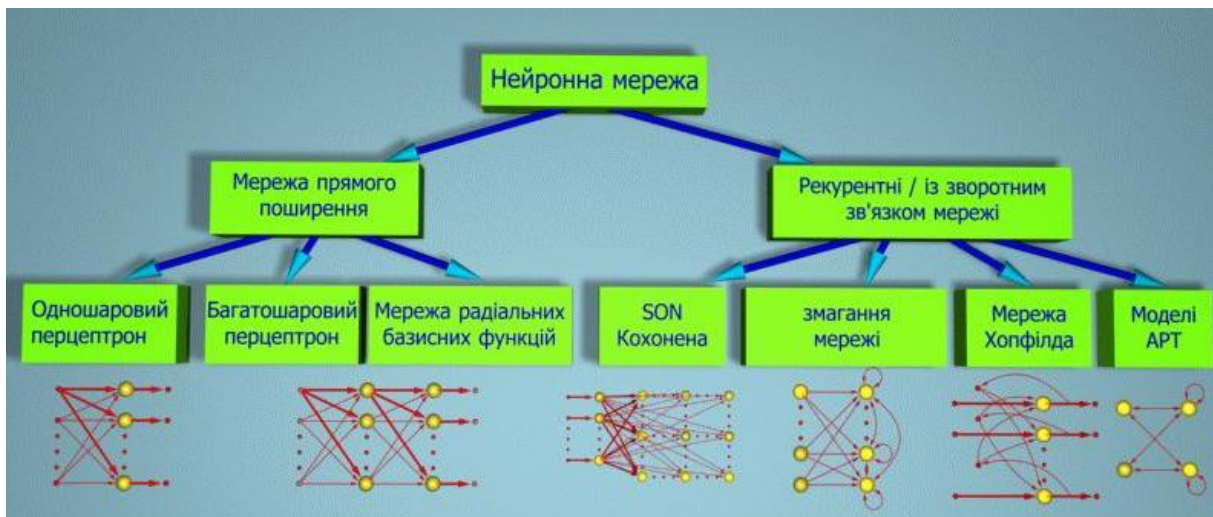 Нейронна мережа
Мережа прямого
поширення
Рекурентні / із зворотним
зв'язком мережі
Одношаровий
перцептрон
Багатошаровий
перцептрон
Мережа радіальних
базисних функцій
SON
Кохонена
змагання
мережі
Мережа
Хопфілда
Моделі
АРТ